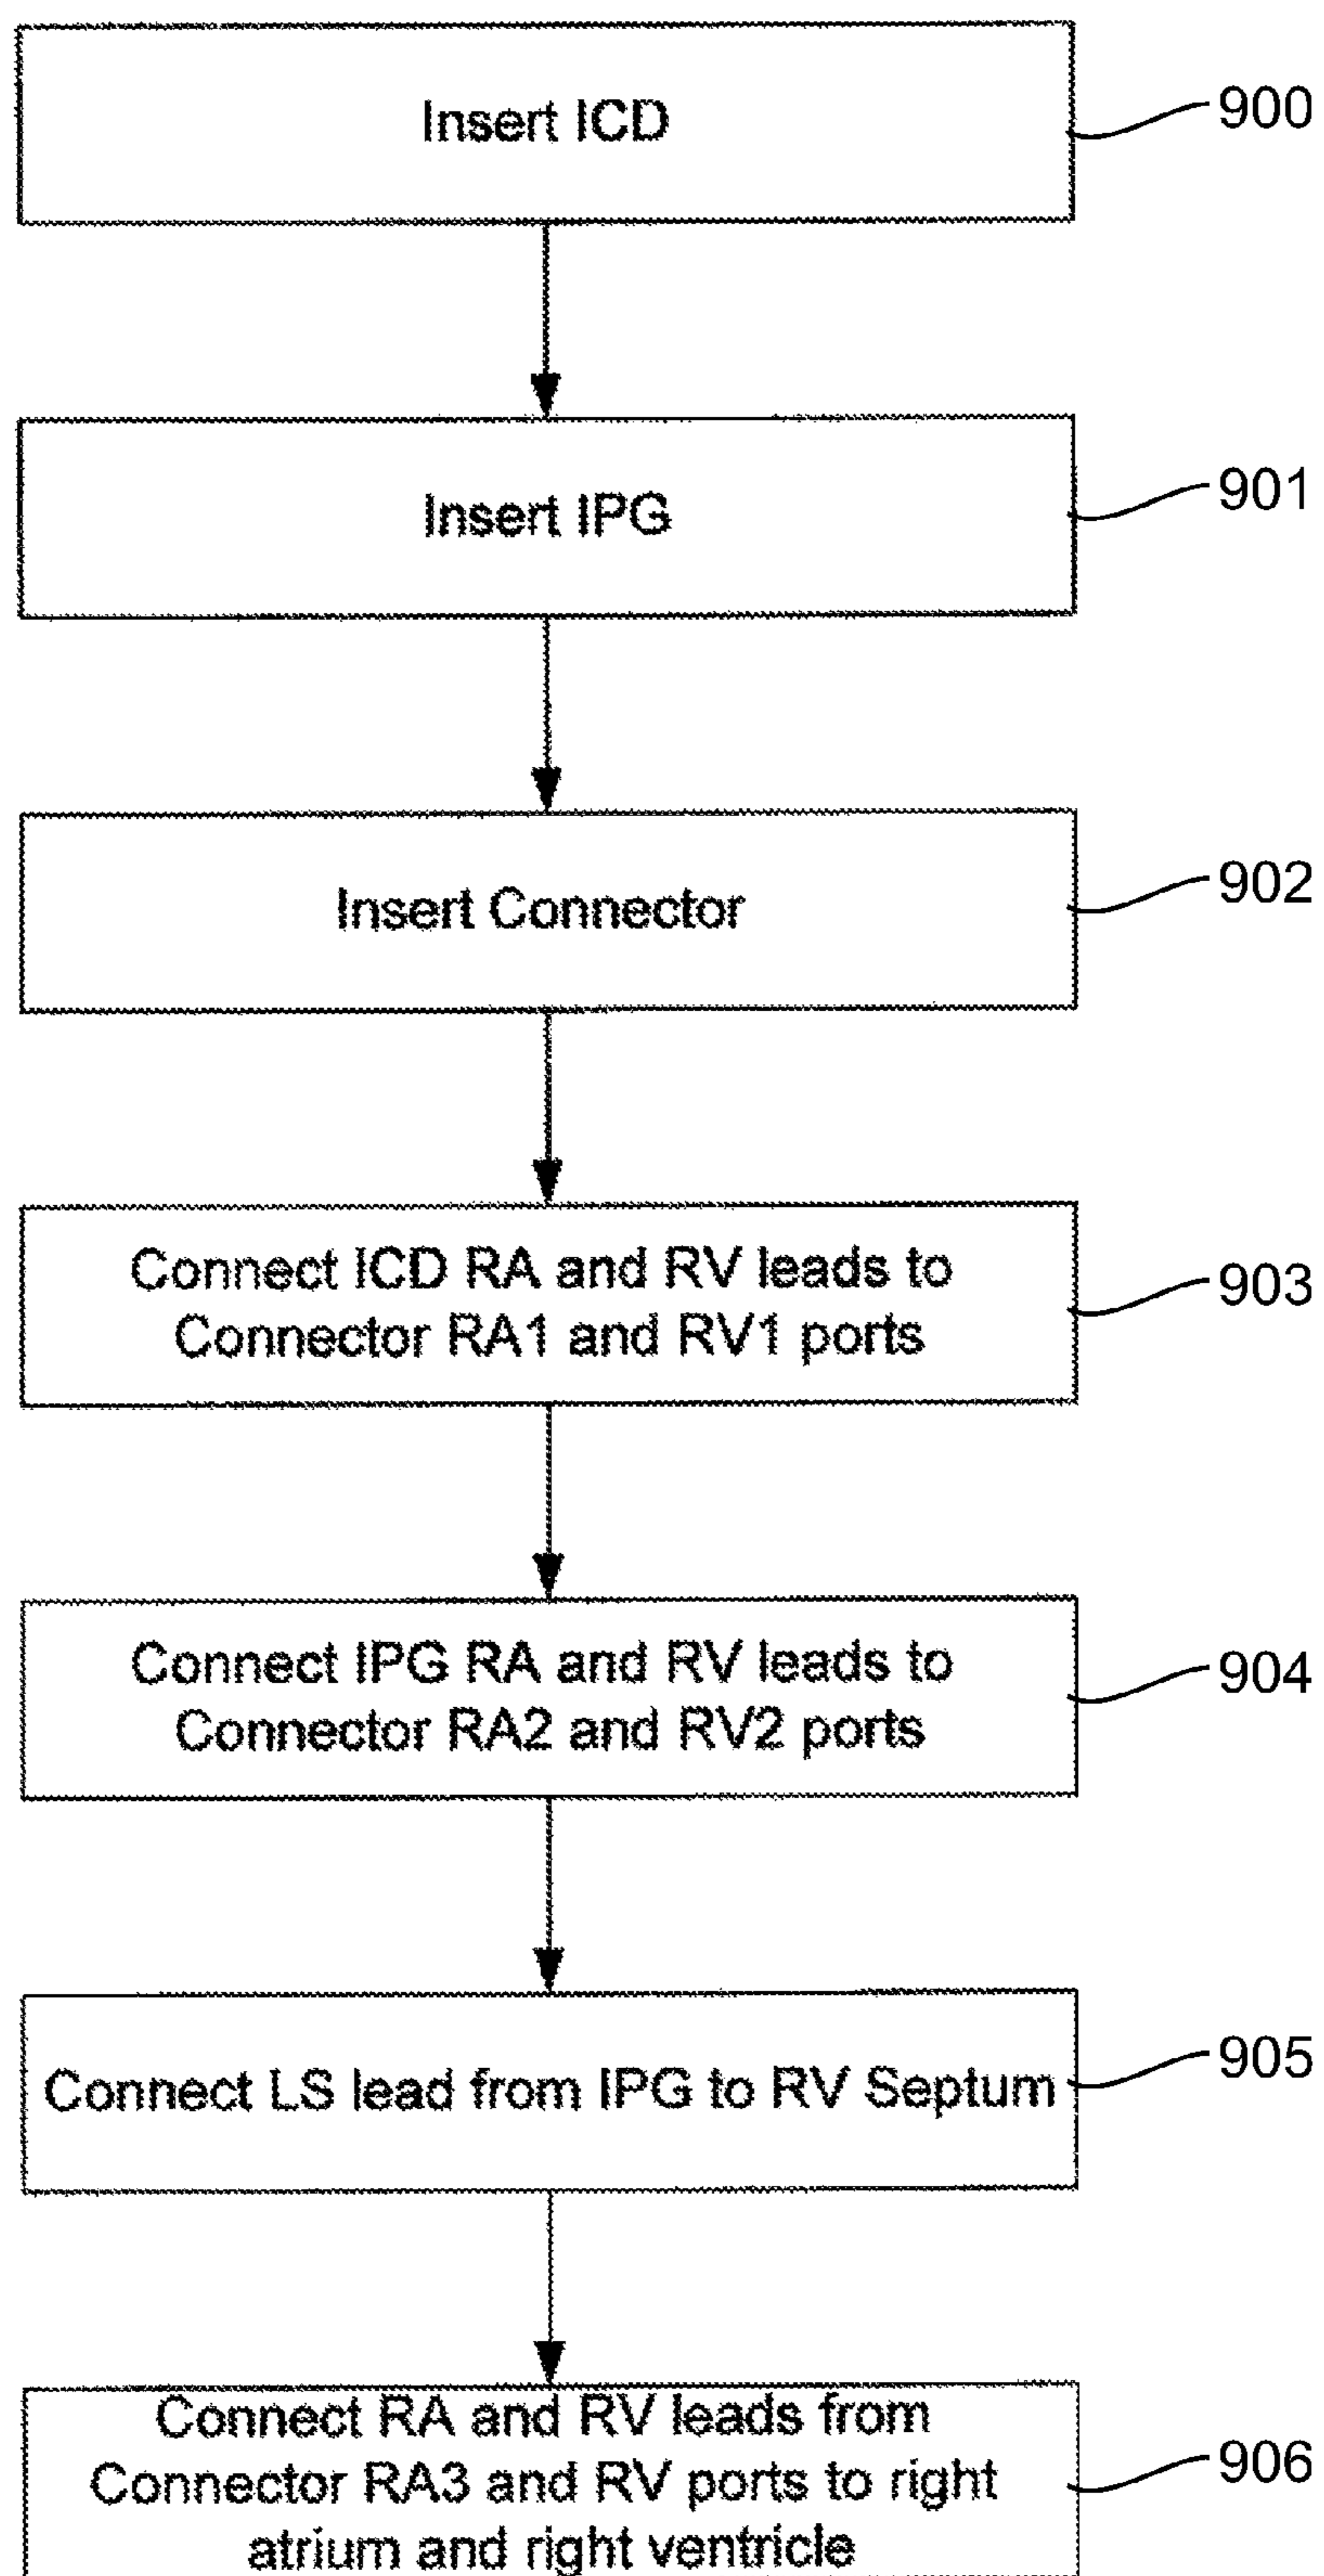 Insert ICD
900
Insert IPG
901
Insert Connector
902
Connect ICD RA and RV leads to
Connector RA1 and RV1 ports
903
Connect IPG RA and RV leads to
Connector RA2 and RV2 ports
904
Connect LS lead from IPG to RV Septum
905
Connect RA and RV leads from
Connector RA3 and RV ports to right
atrium and right ventricle
906